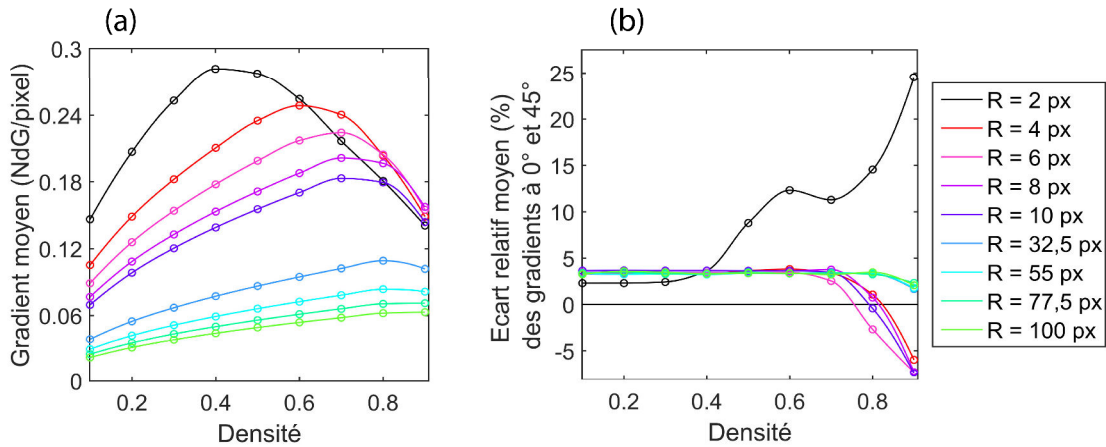 (a)
Gradient moyen (NdG/pixel)
0.3
0.24
0.18
0.12
0.06
0
0.2
0.4
0.6
0.8
Densité
(b)
Ecart relatif moyen (%)
des gradients à 0° et 45°
25
20
15
10
5
0
-5
0.2
0.4
0.6
0.8
Densité
R = 2 px
R = 4 px
R = 6 px
R = 8 px
R = 10 px
R = 32,5 px
R = 55 px
R = 77,5 px
R = 100 px